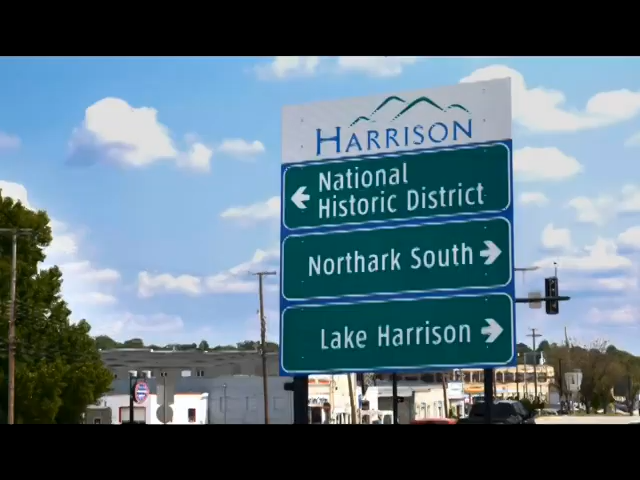 HARRISON
National
Historic District
Northark South
Lake Harrison